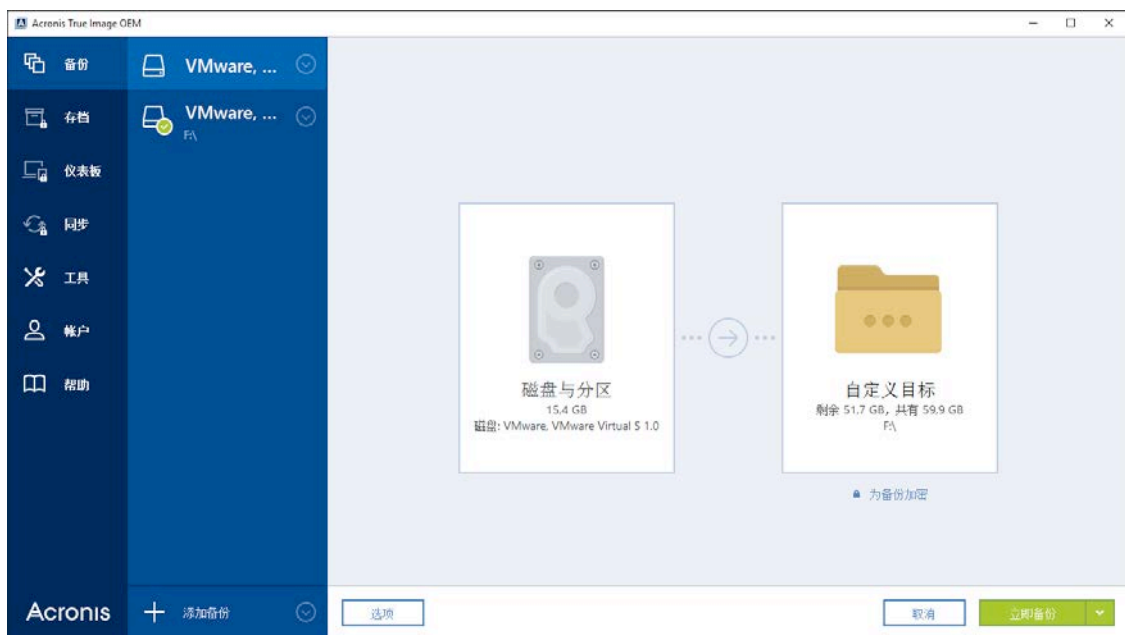 Acronis True Image OEM
备份
存档
仪表板
同步
工具
帐户
帮助
Acronis
VMware, ...
VMware, ...
F:\
添加备份
磁盘与分区
15.4 GB
磁盘: VMware, VMware Virtual S 1.0
自定义目标
剩余 51.7 GB，共有 59.9 GB
F:\
为备份加密
选项
取消
立即备份